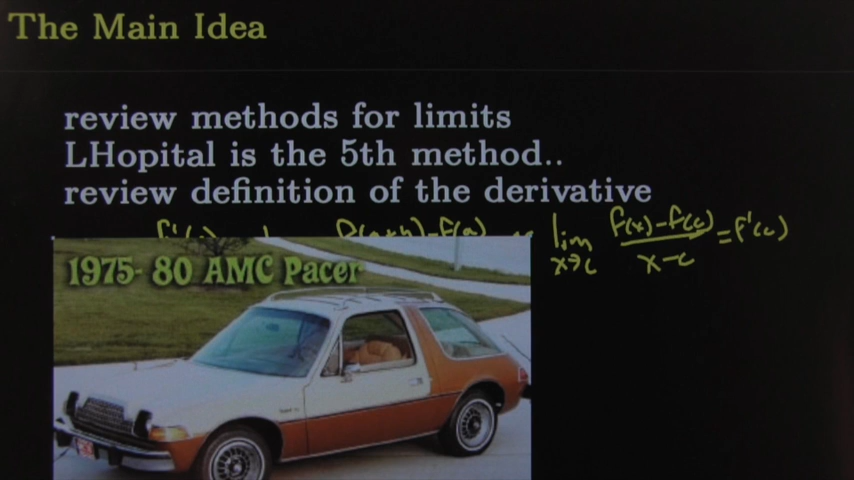 The Main Idea
review methods for limits
LHopital is the 5th method..
review definition of the derivative
lim x→c f(x)-f(c) / x-c = f'(c)
1975- 80 AMC Pacer